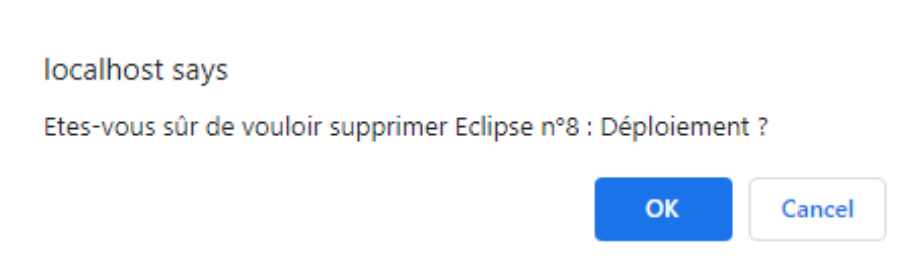 localhost says
Etes-vous sûr de vouloir supprimer Eclipse n°8 : Déploiement ?
OK
Cancel